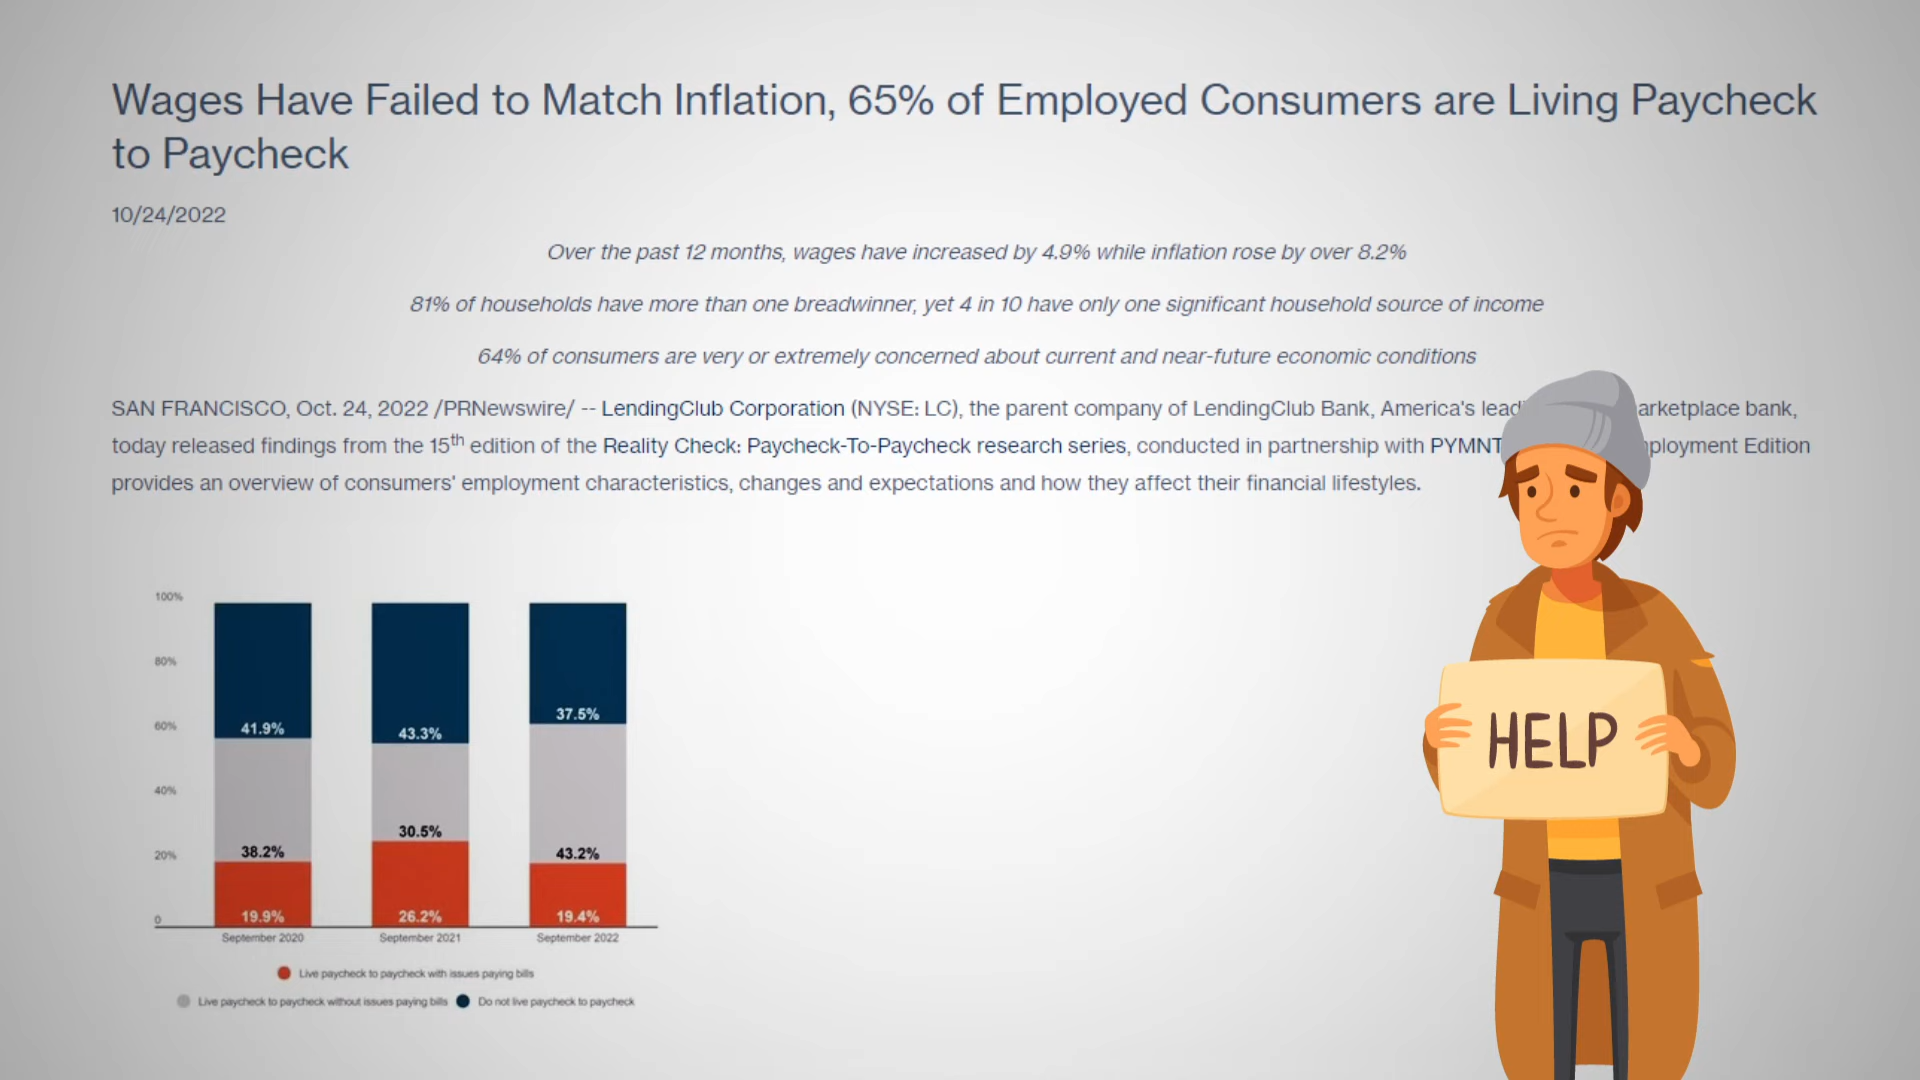 Wages Have Failed to Match Inflation, 65% of Employed Consumers are Living Paycheck
to Paycheck
10/24/2022
Over the past 12 months, wages have increased by 4.9% while inflation rose by over 8.2%
81% of households have more than one breadwinner, yet 4 in 10 have only one significant household source of income
64% of consumers are very or extremely concerned about current and near-future economic conditions
SAN FRANCISCO, Oct. 24, 2022 /PRNewswire/ -- LendingClub Corporation (NYSE: LC), the parent company of LendingClub Bank, America's lead arketplace bank,
today released findings from the 15th edition of the Reality Check: Paycheck-To-Paycheck research series, conducted in partnership with PYMNT ployment Edition
provides an overview of consumers' employment characteristics, changes and expectations and how they affect their financial lifestyles.
HELP
100%
80%
60%
40%
20%
0
41.9%
43.3%
37.5%
38.2%
30.5%
43.2%
19.9%
26.2%
19.4%
September 2020
September 2021
September 2022
Live paycheck to paycheck with issues paying bills
Live paycheck to paycheck without issues paying bills
Do not live paycheck to paycheck